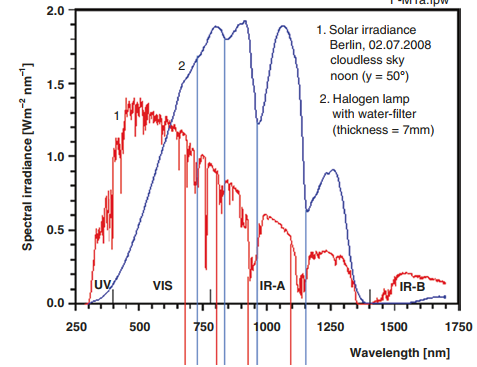 2.0
1.5
1.0
0.5
0.0
Spectral irradiance [Wm⁻² nm⁻¹]
1. Solar irradiance
Berlin, 02.07.2008
cloudless sky
noon (y = 50º)
2. Halogen lamp
with water-filter
(thickness = 7mm)
2
1
UV
VIS
IR-A
IR-B
250
500
750
1000
1250
1500
1750
Wavelength [nm]